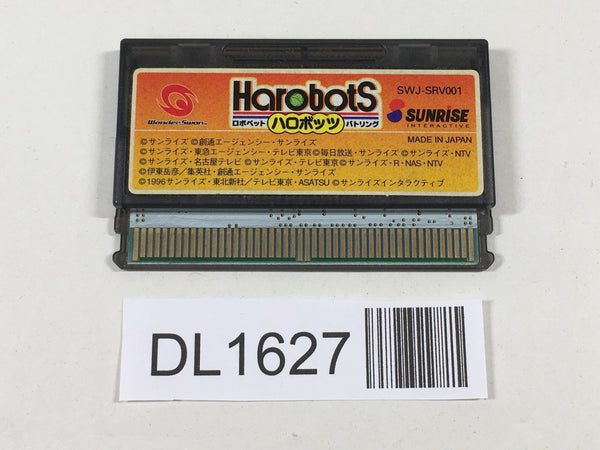 HarobotS
SWJ-SRV001
WonderSwan
ロボペット ハロボッツ バトリング
SUNRISE
INTERACTIVE
©サンライズ ©創通エージェンシー・サンライズ MADE IN JAPAN
©サンライズ・東急エージェンシー・テレビ東京 ©毎日放送・サンライズ ©サンライズ・NTV
©サンライズ・名古屋テレビ ©サンライズ・テレビ東京 ©サンライズ・R・NAS・NTV
©伊東岳彦／集英社・創通エージェンシー・サンライズ
©1996サンライズ・東北新社／テレビ東京・ASATSU ©サンライズインタラクティブ
DL1627